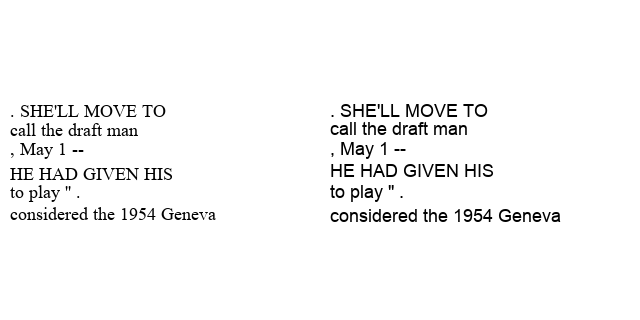 . SHE'LL MOVE TO
call the draft man
, May 1 --
HE HAD GIVEN HIS
to play " .
considered the 1954 Geneva
. SHE'LL MOVE TO
call the draft man
, May 1 --
HE HAD GIVEN HIS
to play " .
considered the 1954 Geneva